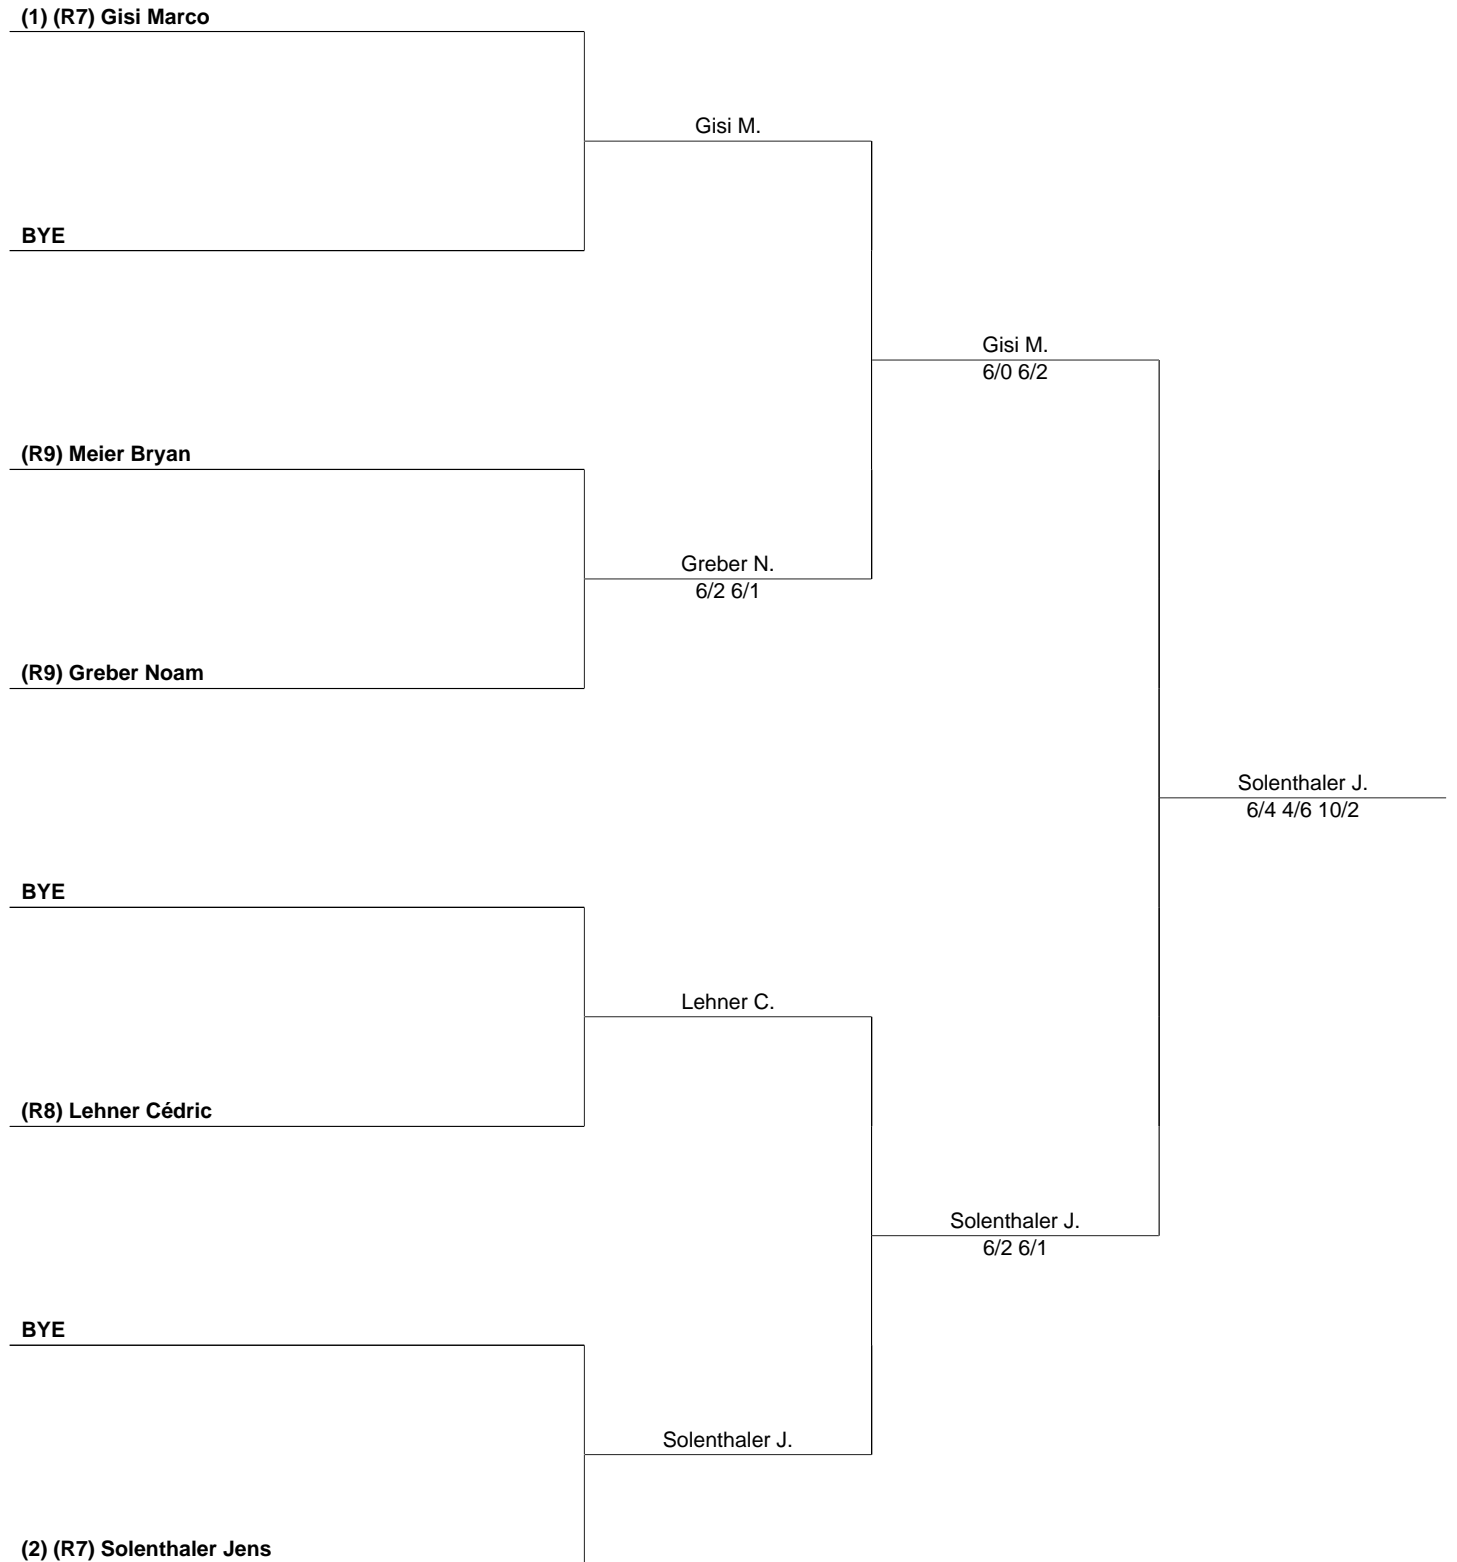 (1) (R7) Gisi Marco
Gisi M.
BYE
Gisi M.
6/0 6/2
(R9) Meier Bryan
Greber N.
6/2 6/1
(R9) Greber Noam
Solenthaler J.
6/4 4/6 10/2
BYE
Lehner C.
(R8) Lehner Cédric
Solenthaler J.
6/2 6/1
BYE
Solenthaler J.
(2) (R7) Solenthaler Jens